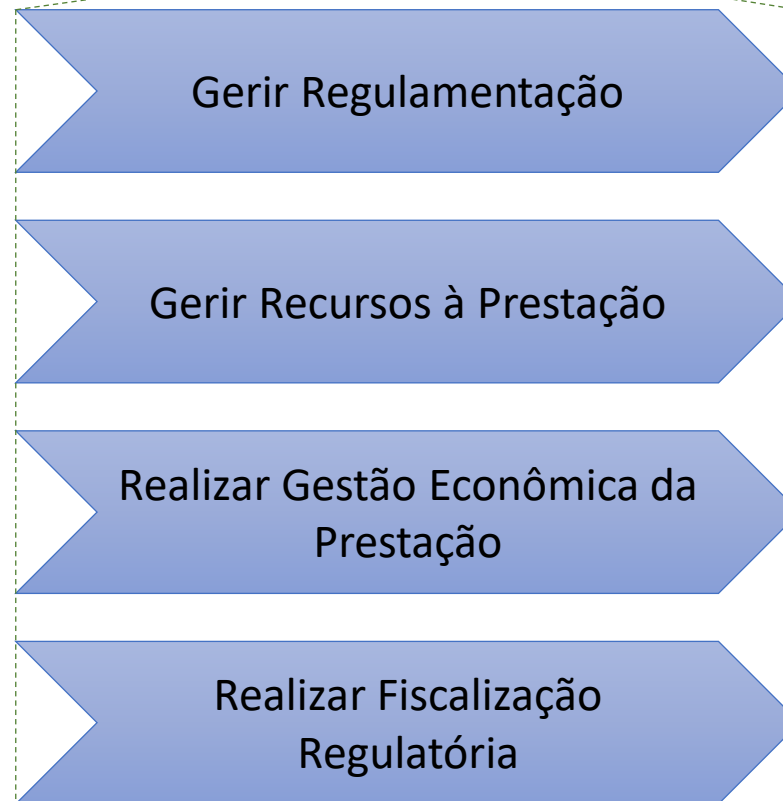 Gerir Regulamentação
Gerir Recursos à Prestação
Realizar Gestão Econômica da
Prestação
Realizar Fiscalização
Regulatória